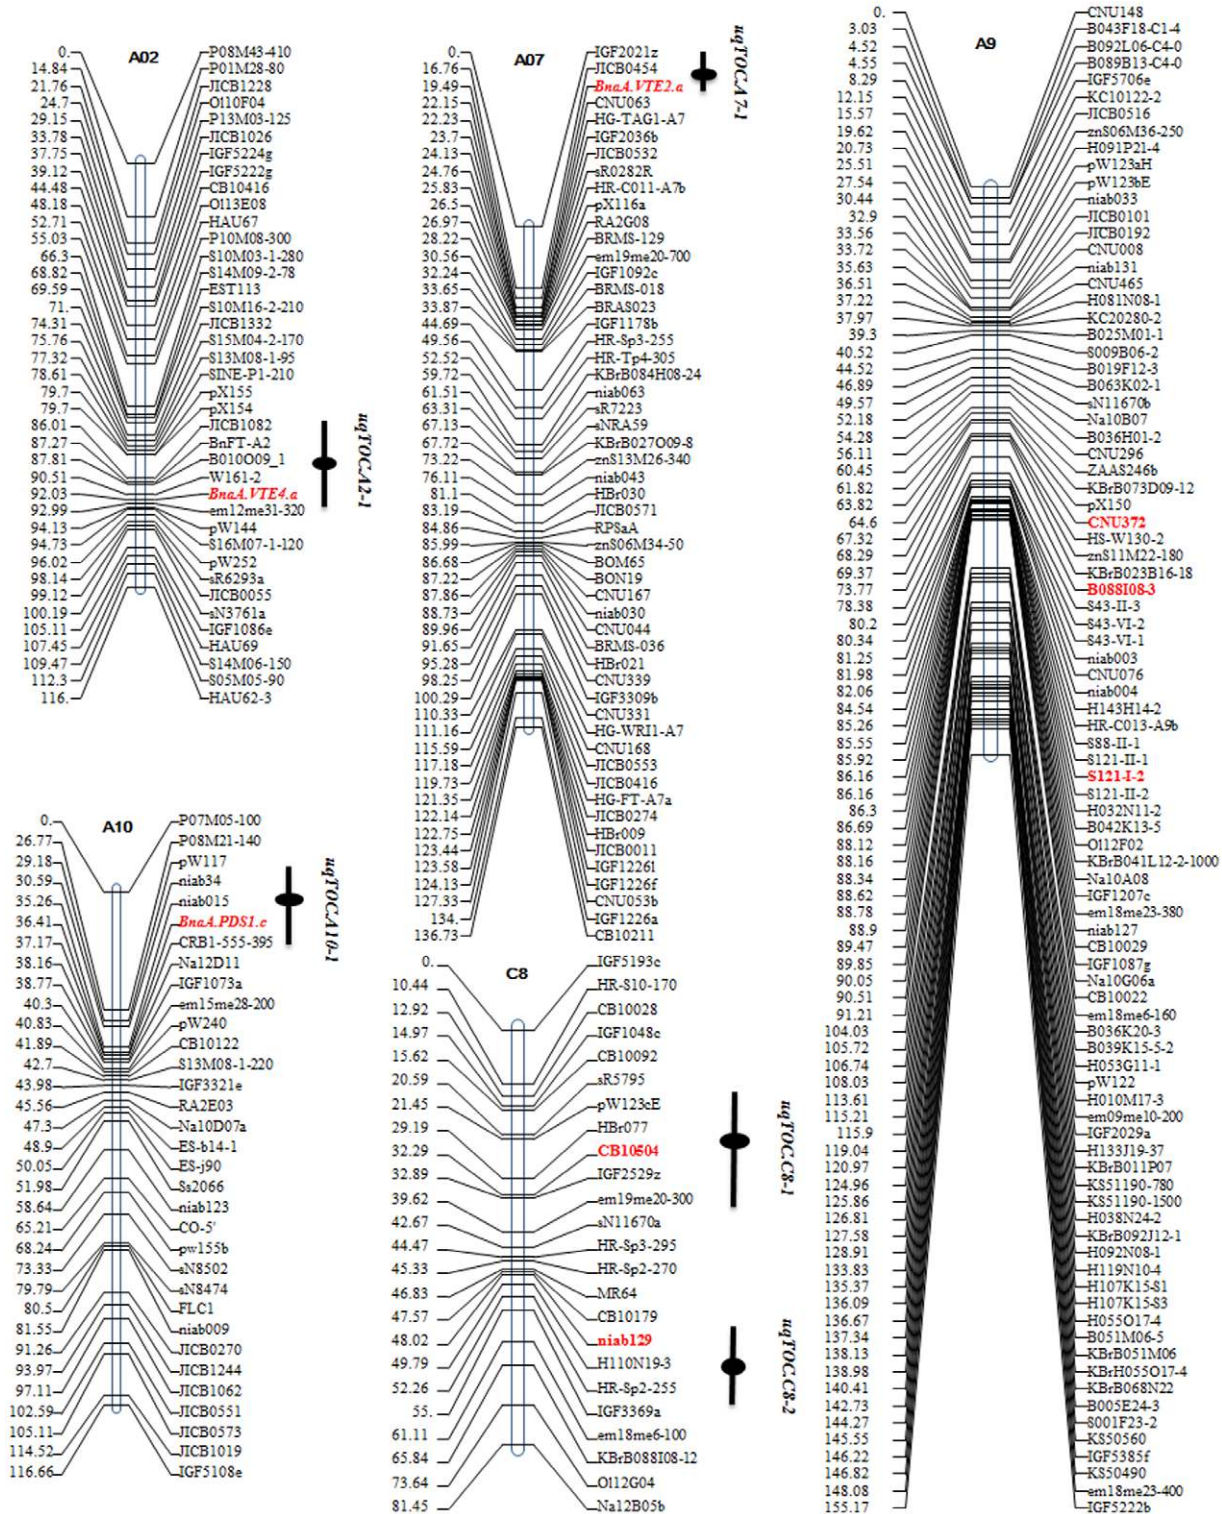 A02
0. P08M43-410
14.84 P01M28-80
21.76 JICB1228
24.7 Ol10F04
29.15 P13M03-125
33.78 JICB1026
37.75 IGF5224g
39.12 IGF5222g
44.48 CB10416
48.18 Ol13E08
52.71 HAU67
55.03 P10M08-300
66.3 S10M03-1-280
68.82 S14M09-2-78
69.59 EST113
71. S10M16-2-210
74.31 JICB1332
75.76 S15M04-2-170
77.32 S13M08-1-95
78.61 SINE-P1-210
79.7 pX155
79.7 pX154
86.01 JICB1082
87.27 BnFT-A2
87.81 B010O09_1
90.51 W161-2
92.03 BnaA.VTE4.a
92.99 em12me31-320
94.13 pW144
94.73 S16M07-1-120
96.02 pW252
98.14 sR6293a
99.12 JICB0055
100.19 sN3761a
105.11 IGF1086e
107.45 HAU69
109.47 S14M06-150
112.3 S05M05-90
116. HAU62-3
uqTOC.A2-1
A10
0. P07M05-100
26.77 P08M21-140
29.18 pW117
30.59 niab34
35.26 niab015
36.41 BnaA.PDS1.c
37.17 CRB1-555-395
38.16 Na12D11
38.77 IGF1073a
40.3 em15me28-200
40.83 pW240
41.89 CB10122
42.7 S13M08-1-220
43.98 IGF3321e
45.56 RA2E03
47.3 Na10D07a
48.9 ES-b14-1
50.05 ES-j90
51.98 Ss2066
58.64 niab123
65.21 CO-5'
68.24 pw155b
73.33 sN8502
79.79 sN8474
80.5 FLC1
81.55 niab009
91.26 JICB0270
93.97 JICB1244
97.11 JICB1062
102.59 JICB0551
105.11 JICB0573
114.52 JICB1019
116.66 IGF5108e
uqTOC.A10-1
A07
0. IGF2021z
16.76 JICB0454
19.49 BnaA.VTE2.a
22.15 CNU063
22.23 HG-TAG1-A7
23.7 IGF2036b
24.13 JICB0532
24.76 sR0282R
25.83 HR-C011-A7b
26.5 pX116a
26.97 RA2G08
28.22 BRMS-129
30.56 em19me20-700
32.24 IGF1092c
33.65 BRMS-018
33.87 BRAS023
44.69 IGF1178b
49.56 HR-Sp3-255
52.52 HR-Tp4-305
59.72 KBrB084H08-24
61.51 niab063
63.31 sR7223
67.13 sNRA59
67.72 KBrB027O09-8
73.22 znS13M26-340
76.11 niab043
81.1 HBr030
83.19 JICB0571
84.86 RPSaA
85.99 znS06M34-50
86.68 BOM65
87.22 BON19
87.86 CNU167
88.73 niab030
89.96 CNU044
91.65 BRMS-036
95.28 HBr021
98.25 CNU339
100.29 IGF3309b
110.33 CNU331
111.16 HG-WRI1-A7
115.59 CNU168
117.18 JICB0553
119.73 JICB0416
121.35 HG-FT-A7a
122.14 JICB0274
122.75 HBr009
123.44 JICB0011
123.58 IGF1226l
124.13 IGF1226f
127.33 CNU053b
134. IGF1226a
136.73 CB10211
uqTOC.A7-1
C8
0. IGF5193c
10.44 HR-S10-170
12.92 CB10028
14.97 IGF1048c
15.62 CB10092
20.59 sR5795
21.45 pW123cE
29.19 HBr077
32.29 CB10504
32.89 IGF2529z
39.62 em19me20-300
42.67 sN11670a
44.47 HR-Sp3-295
45.33 HR-Sp2-270
46.83 MR64
47.57 CB10179
48.02 niab129
49.79 H110N19-3
52.26 HR-Sp2-255
55. IGF3369a
61.11 em18me6-100
65.84 KBrB088I08-12
73.64 Ol12G04
81.45 Na12B05b
uqTOC.C8-1
uqTOC.C8-2
A9
0. CNU148
3.03 B043F18-C1-4
4.52 B092L06-C4-0
4.55 B089B13-C4-0
8.29 IGF5706e
12.15 KC10122-2
15.57 JICB0516
19.62 znS06M36-250
20.73 H091P21-4
25.51 pW123aH
27.54 pW123bE
30.44 niab033
32.9 JICB0101
33.56 JICB0192
33.72 CNU008
35.63 niab131
36.51 CNU465
37.22 H081N08-1
37.97 KC20280-2
39.3 B025M01-1
40.52 S009B06-2
44.52 B019F12-3
46.89 B063K02-1
49.57 sN11670b
52.18 Na10B07
54.28 B036H01-2
56.11 CNU296
60.45 ZAAS246b
61.82 KBrB073D09-12
63.82 pX150
64.6 CNU372
67.32 HS-W130-2
68.29 znS11M22-180
69.37 KBrB023B16-18
73.77 B088I08-3
78.38 S43-II-3
80.2 S43-VI-2
80.34 S43-VI-1
81.25 niab003
81.98 CNU076
82.06 niab004
84.54 H143H14-2
85.26 HR-C013-A9b
85.55 S88-II-1
85.92 S121-II-1
86.16 S121-I-2
86.16 S121-II-2
86.3 H032N11-2
86.69 B042K13-5
88.12 Ol12F02
88.16 KBrB041L12-2-1000
88.34 Na10A08
88.62 IGF1207c
88.78 em18me23-380
88.9 niab127
89.47 CB10029
89.85 IGF1087g
90.05 Na10G06a
90.51 CB10022
91.21 em18me6-160
104.03 B036K20-3
105.72 B039K15-5-2
106.74 H053G11-1
108.03 pW122
113.61 H010M17-3
115.21 em09me10-200
115.9 IGF2029a
119.04 H133J19-37
120.97 KBrB011P07
124.96 KS51190-780
125.86 KS51190-1500
126.81 H038N24-2
127.58 KBrB092J12-1
128.91 H092N08-1
133.83 H119N10-4
135.37 H107K15-S1
136.09 H107K15-S3
136.67 H055O17-4
137.34 B051M06-5
138.13 KBrB051M06
138.98 KBrH055O17-4
140.41 KBrB068N22
142.73 B005E24-3
144.27 S001F23-2
145.55 KS50560
146.22 IGF5385f
146.82 KS50490
148.08 em18me23-400
155.17 IGF5222b